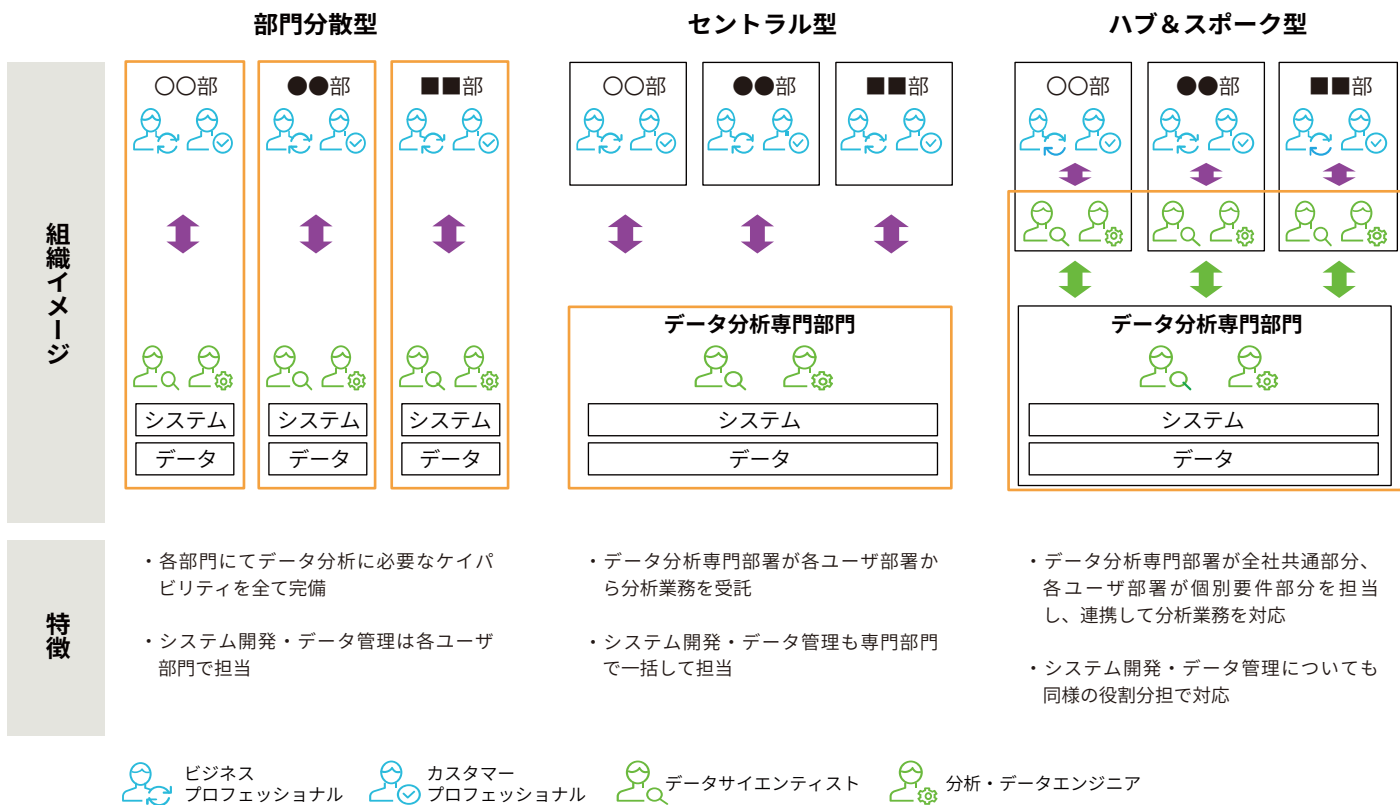 部門分散型
セントラル型
ハブ＆スポーク型
組織イメージ
○○部
●●部
■■部
システム
システム
システム
データ
データ
データ
○○部
●●部
■■部
データ分析専門部門
システム
データ
○○部
●●部
■■部
データ分析専門部門
システム
データ
特徴
・各部門にてデータ分析に必要なケイパ
ビリティを全て完備
・システム開発・データ管理は各ユーザ
部門で担当
・データ分析専門部署が各ユーザ部署か
ら分析業務を受託
・システム開発・データ管理も専門部門
で一括して担当
・データ分析専門部署が全社共通部分、
各ユーザ部署が個別要件部分を担当
し、連携して分析業務を対応
・システム開発・データ管理についても
同様の役割分担で対応
ビジネス
プロフェッショナル
カスタマー
プロフェッショナル
データサイエンティスト
分析・データエンジニア